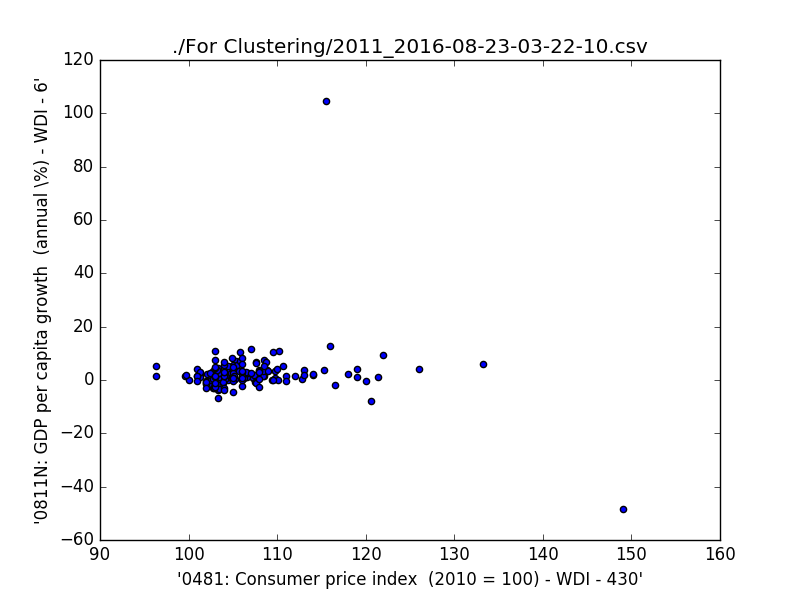 ./For Clustering/2011_2016-08-23-03-22-10.csv
120
100
80
60
40
20
0
−20
−40
−60
90 100 110 120 130 140 150 160
'0811N: GDP per capita growth  (annual \%) - WDI - 6'
'0481: Consumer price index  (2010 = 100) - WDI - 430'